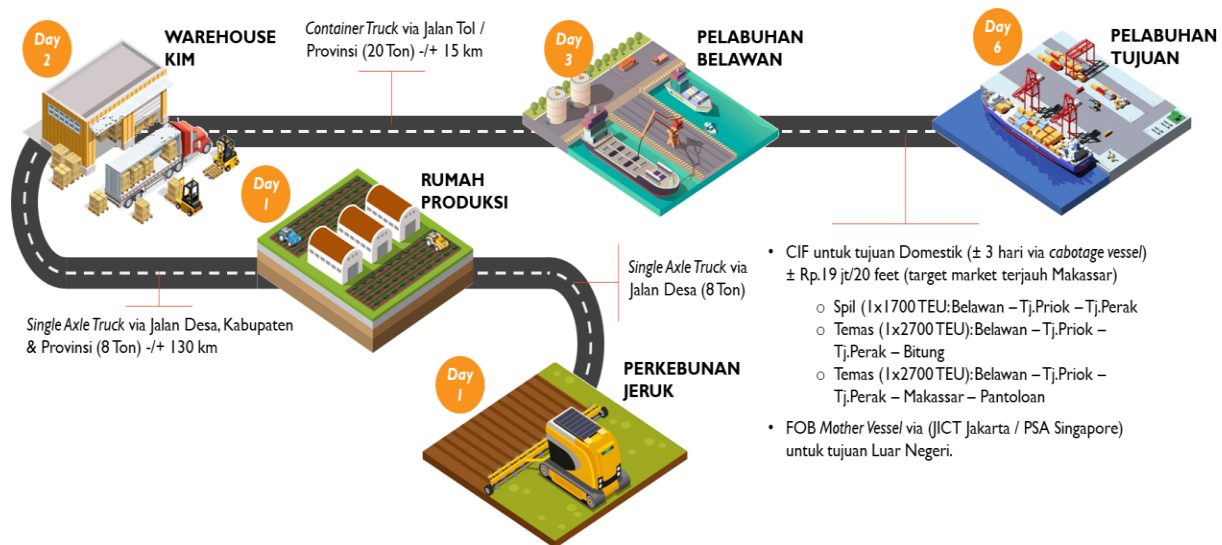 Day
2
WAREHOUSE
KIM
Container Truck via Jalan Tol /
Provinsi (20 Ton) -/+ 15 km
Day
3
PELABUHAN
BELAWAN
Day
6
PELABUHAN
TUJUAN
Day
1
RUMAH
PRODUKSI
Single Axle Truck via Jalan Desa, Kabupaten
& Provinsi (8 Ton) -/+ 130 km
Single Axle Truck via
Jalan Desa (8 Ton)
Day
1
PERKEBUNAN
JERUK
• CIF untuk tujuan Domestik (± 3 hari via cabotage vessel)
± Rp.19 jt/20 feet (target market terjauh Makassar)
o Spil (1x1700 TEU: Belawan – Tj.Priok – Tj.Perak
o Temas (1x2700 TEU): Belawan – Tj.Priok –
Tj.Perak – Bitung
o Temas (1x2700 TEU): Belawan – Tj.Priok –
Tj.Perak – Makassar – Pantoloan
• FOB Mother Vessel via (JICT Jakarta / PSA Singapore)
untuk tujuan Luar Negeri.